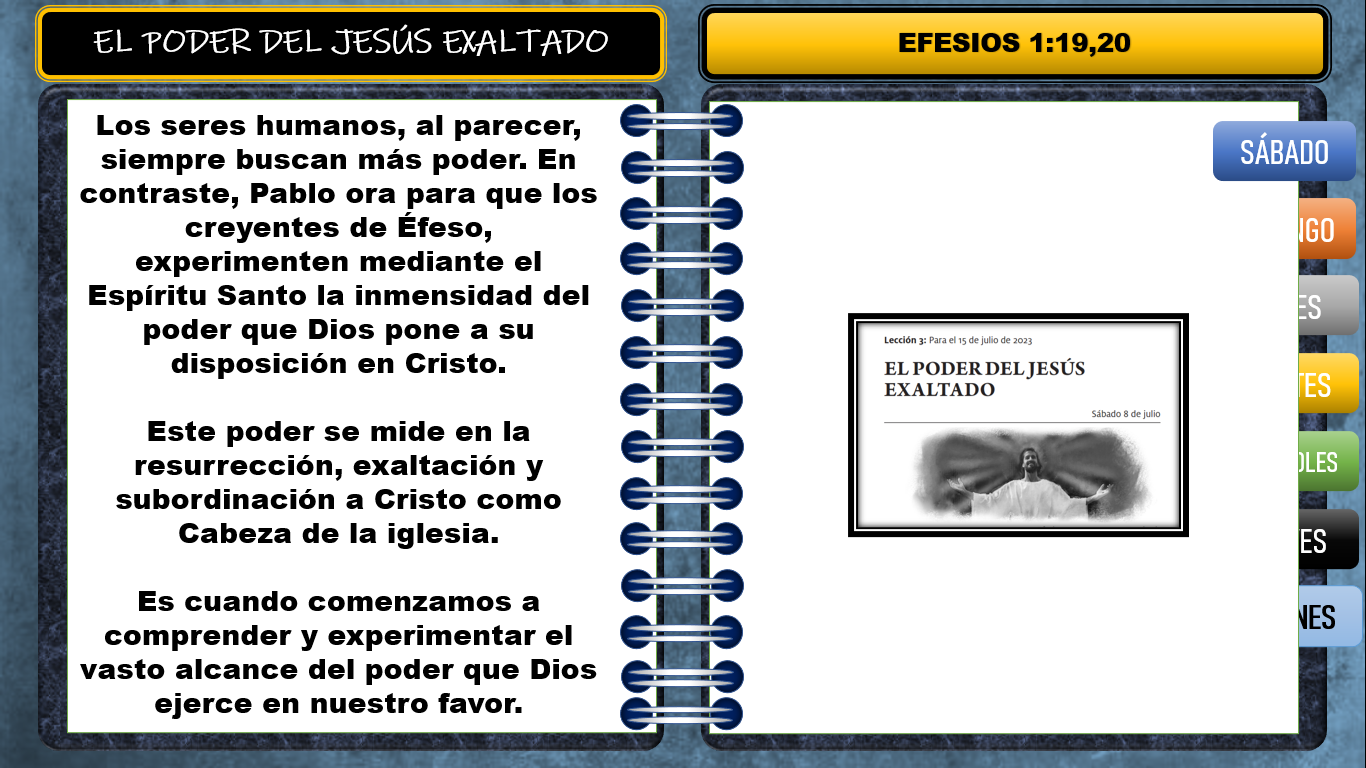 EL PODER DEL JESÚS EXALTADO
EFESIOS 1:19,20
Los seres humanos, al parecer,
siempre buscan más poder. En
contraste, Pablo ora para que los
creyentes de Éfeso,
experimenten mediante el
Espíritu Santo la inmensidad del
poder que Dios pone a su
disposición en Cristo.
Este poder se mide en la
resurrección, exaltación y
subordinación a Cristo como
Cabeza de la iglesia.
Es cuando comenzamos a
comprender y experimentar el
vasto alcance del poder que Dios
ejerce en nuestro favor.
Lección 3: Para el 15 de julio de 2023
EL PODER DEL JESÚS
EXALTADO
Sábado 8 de julio
SÁBADO
NGO
ES
TES
OLES
ES
NES